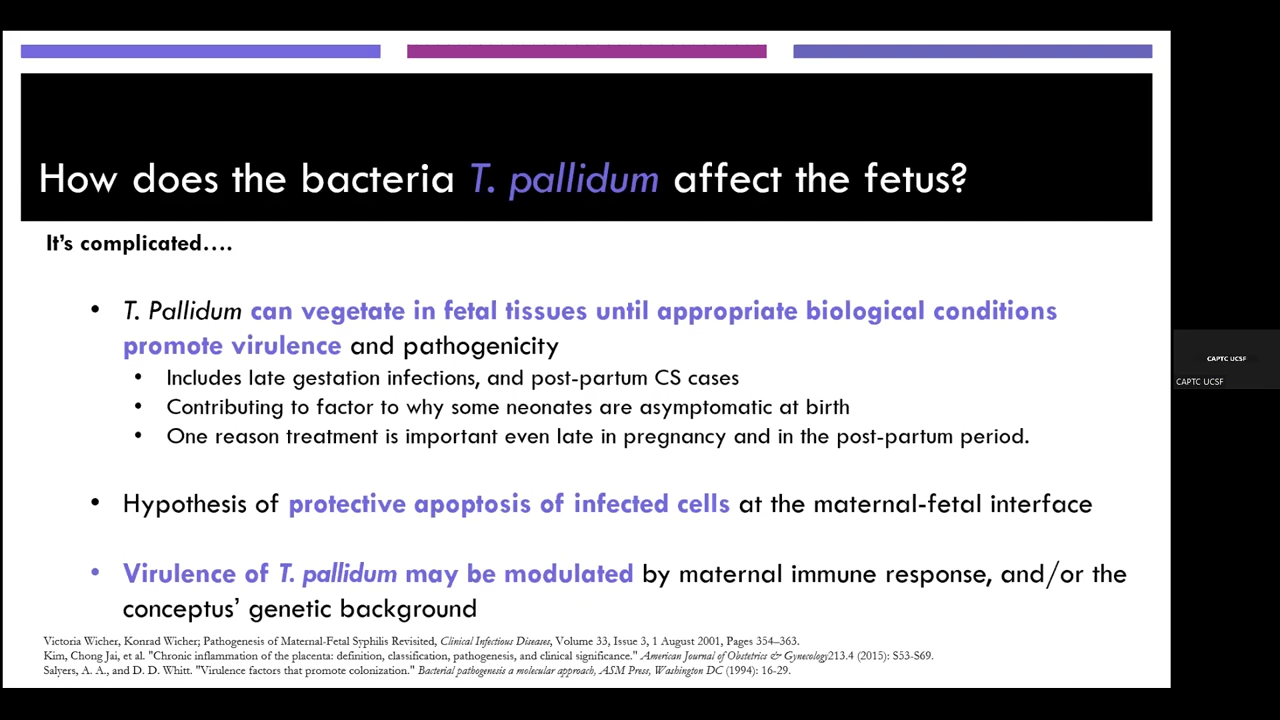 How does the bacteria T. pallidum affect the fetus?
It's complicated....
• T. Pallidum can vegetate in fetal tissues until appropriate biological conditions
promote virulence and pathogenicity
• Includes late gestation infections, and post-partum CS cases
• Contributing to factor to why some neonates are asymptomatic at birth
• One reason treatment is important even late in pregnancy and in the post-partum period.
• Hypothesis of protective apoptosis of infected cells at the maternal-fetal interface
• Virulence of T. pallidum may be modulated by maternal immune response, and/or the
conceptus' genetic background
Victoria Wicher, Konrad Wicher; Pathogenesis of Maternal-Fetal Syphilis Revisited, Clinical Infectious Diseases, Volume 33, Issue 3, 1 August 2001, Pages 354–363.
Kim, Chong Jai, et al. "Chronic inflammation of the placenta: definition, classification, pathogenesis, and clinical significance." American Journal of Obstetrics & Gynecology213.4 (2015): S53-S69.
Salyers, A. A., and D. D. Whitt. "Virulence factors that promote colonization." Bacterial pathogenesis a molecular approach, ASM Press, Washington DC (1994): 16-29.
CAPTC UCSF
CAPTC UCSF